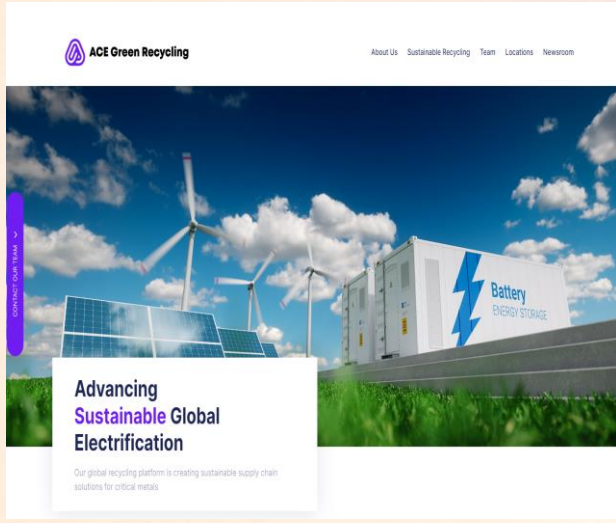 ACE Green Recycling
About Us Sustainable Recycling Team Locations Newsroom
CONTACT OUR TEAM
Battery
ENERGY STORAGE
Advancing
Sustainable Global
Electrification
Our global recycling platform is creating sustainable supply chain
solutions for critical metals